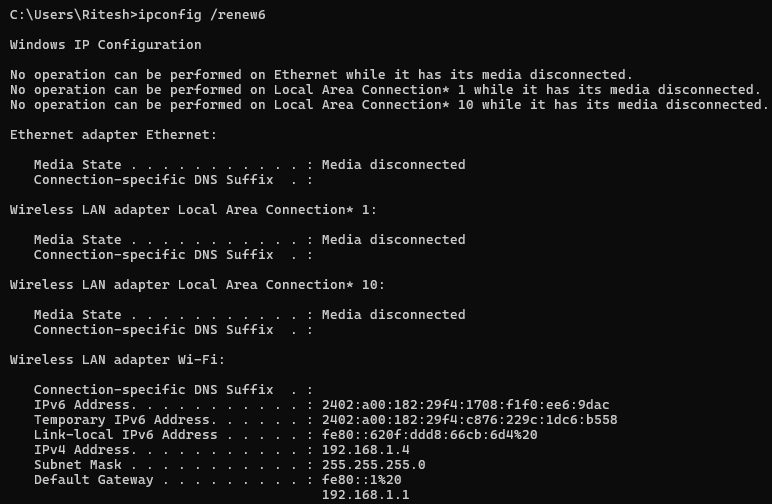 C:\Users\Ritesh>ipconfig /renew6
Windows IP Configuration
No operation can be performed on Ethernet while it has its media disconnected.
No operation can be performed on Local Area Connection* 1 while it has its media disconnected.
No operation can be performed on Local Area Connection* 10 while it has its media disconnected.
Ethernet adapter Ethernet:
Media State . . . . . . . . . . . : Media disconnected
Connection-specific DNS Suffix  . :
Wireless LAN adapter Local Area Connection* 1:
Media State . . . . . . . . . . . : Media disconnected
Connection-specific DNS Suffix  . :
Wireless LAN adapter Local Area Connection* 10:
Media State . . . . . . . . . . . : Media disconnected
Connection-specific DNS Suffix  . :
Wireless LAN adapter Wi-Fi:
Connection-specific DNS Suffix  . :
IPv6 Address. . . . . . . . . . . : 2402:a00:182:29f4:1708:f1f0:ee6:9dac
Temporary IPv6 Address. . . . . . : 2402:a00:182:29f4:c876:229c:1dc6:b558
Link-local IPv6 Address . . . . . : fe80::620f:ddd8:66cb:6d4%20
IPv4 Address. . . . . . . . . . . : 192.168.1.4
Subnet Mask . . . . . . . . . . . : 255.255.255.0
Default Gateway . . . . . . . . . : fe80::1%20
192.168.1.1